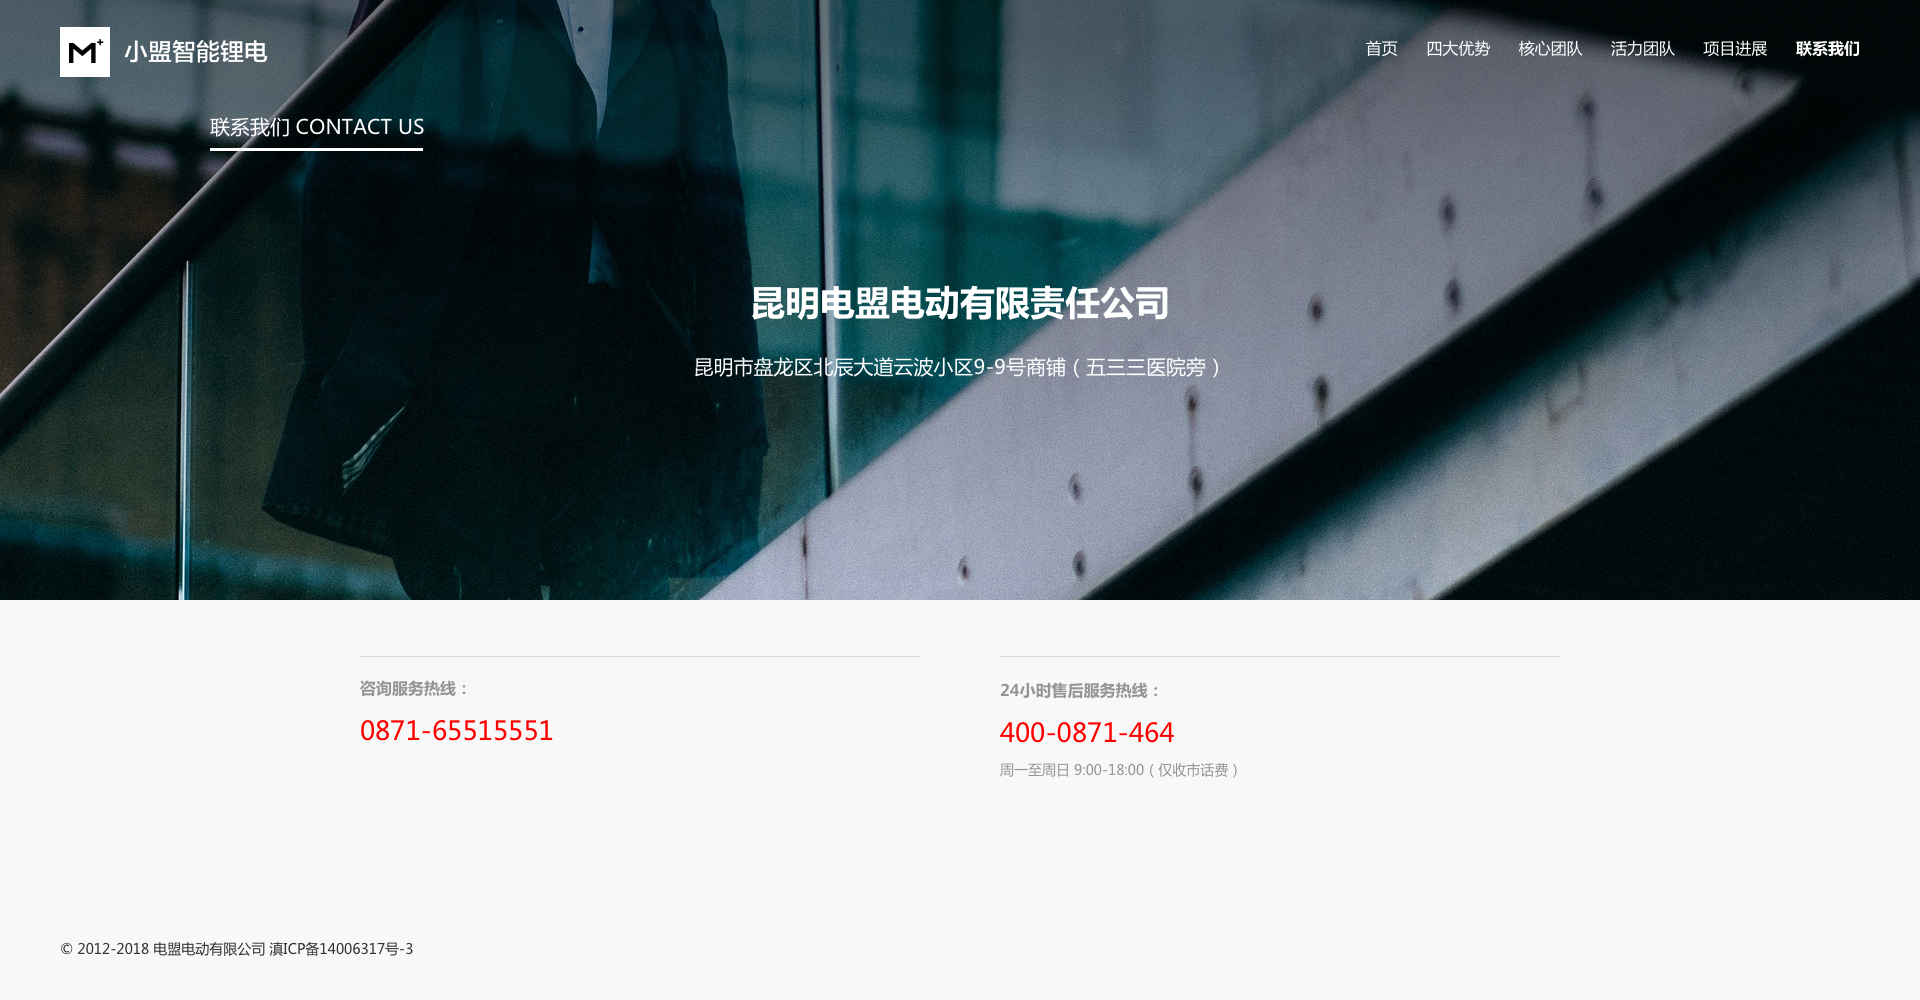 M+ 小盟智能锂电
首页 四大优势 核心团队 活力团队 项目进展 联系我们
联系我们 CONTACT US
昆明电盟电动有限责任公司
昆明市盘龙区北辰大道云波小区9-9号商铺（五三三医院旁）
咨询服务热线：
0871-65515551
24小时售后服务热线：
400-0871-464
周一至周日 9:00-18:00（仅收市话费）
© 2012-2018 电盟电动有限公司 滇ICP备14006317号-3